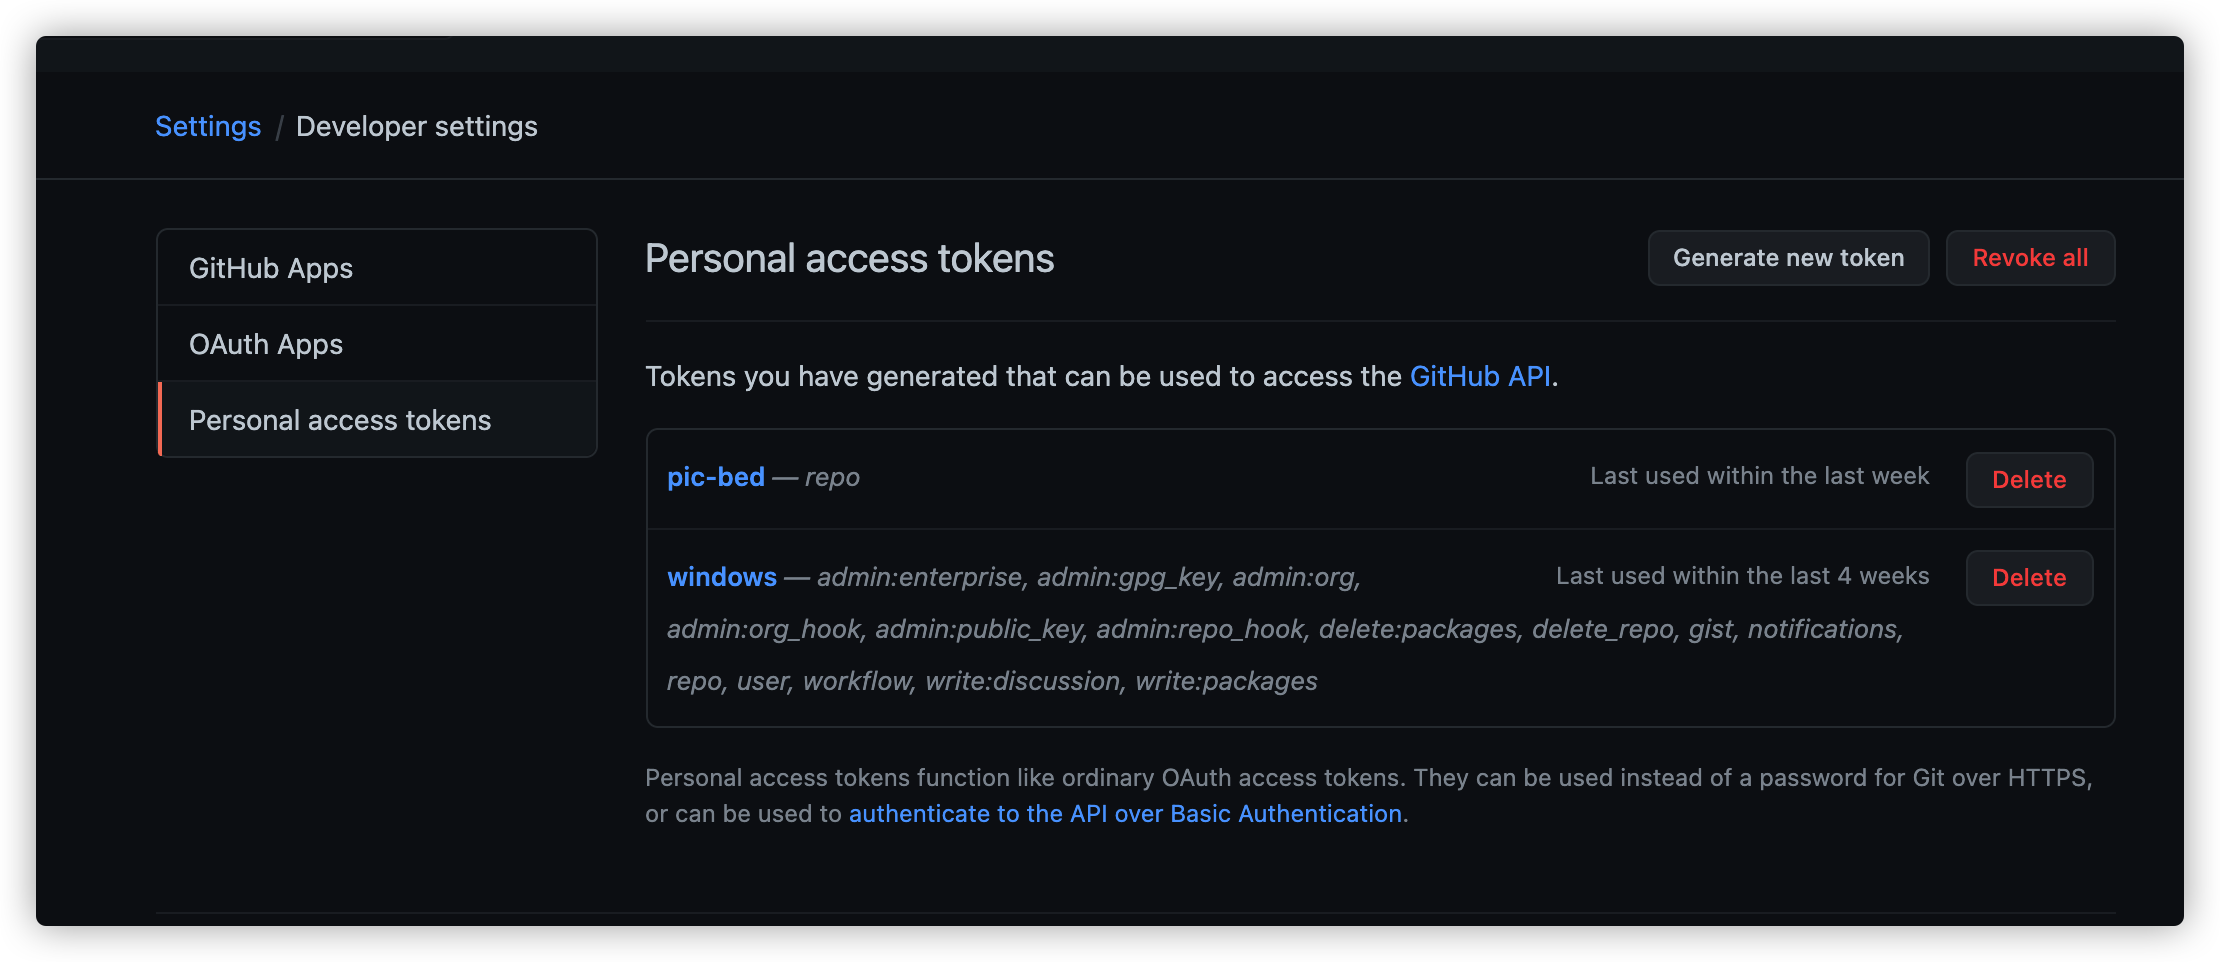 Settings / Developer settings
GitHub Apps
OAuth Apps
Personal access tokens
Personal access tokens
Generate new token
Revoke all
Tokens you have generated that can be used to access the GitHub API.
pic-bed — repo
Last used within the last week
Delete
windows — admin:enterprise, admin:gpg_key, admin:org,
Last used within the last 4 weeks
Delete
admin:org_hook, admin:public_key, admin:repo_hook, delete:packages, delete_repo, gist, notifications,
repo, user, workflow, write:discussion, write:packages
Personal access tokens function like ordinary OAuth access tokens. They can be used instead of a password for Git over HTTPS,
or can be used to authenticate to the API over Basic Authentication.